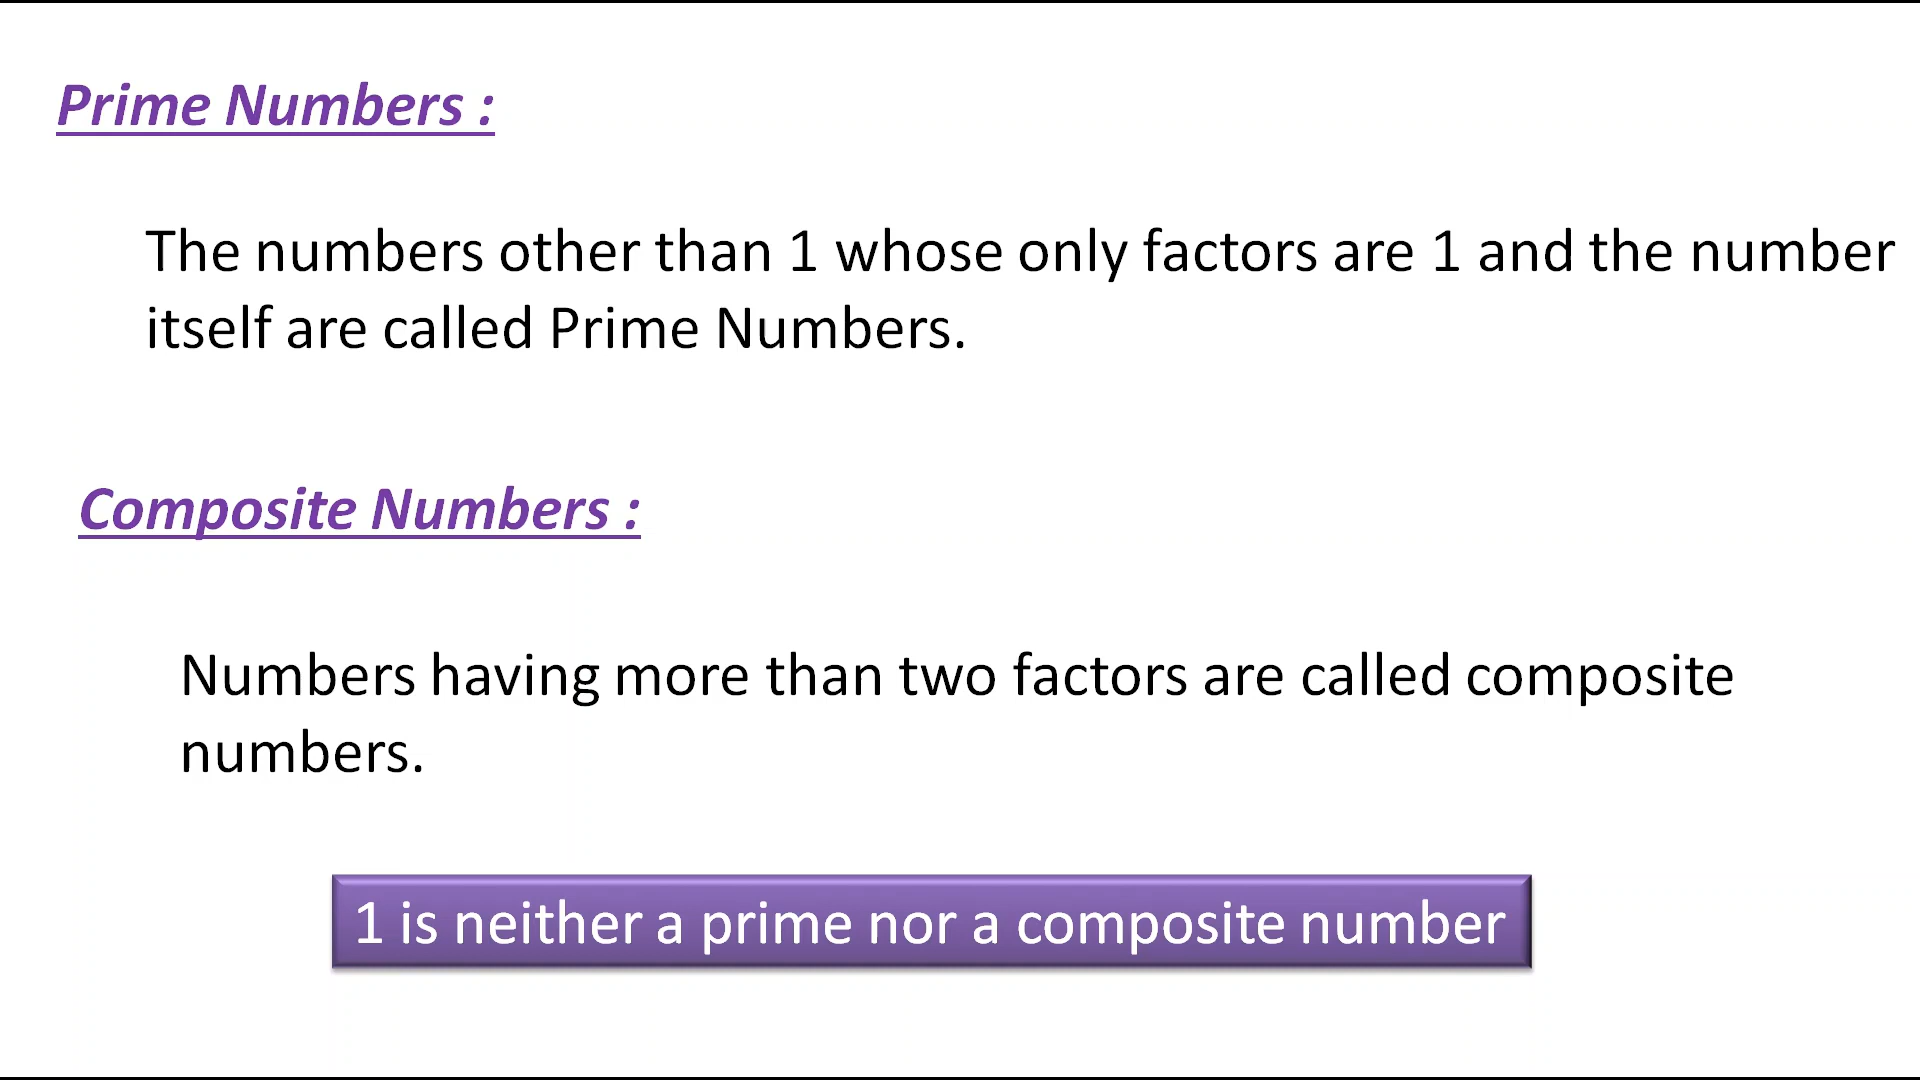 Prime Numbers :
The numbers other than 1 whose only factors are 1 and the number
itself are called Prime Numbers.
Composite Numbers :
Numbers having more than two factors are called composite
numbers.
1 is neither a prime nor a composite number